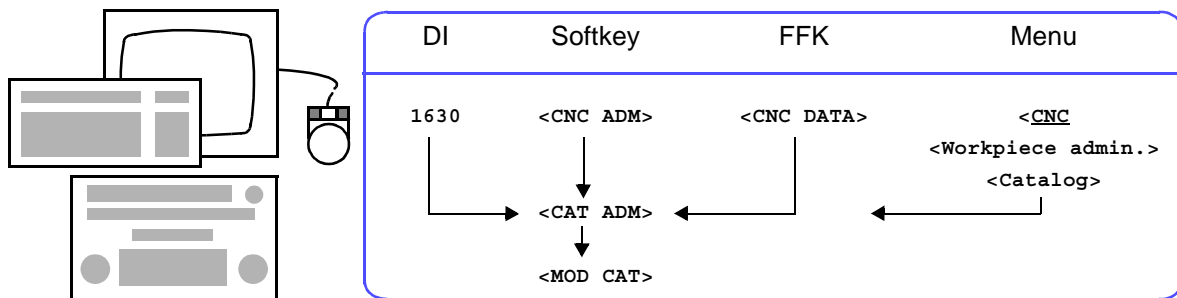 DI Softkey FFK Menu
1630 <CNC ADM> <CNC DATA> <CNC
<Workpiece admin.>
<Catalog>
<CAT ADM>
<MOD CAT>